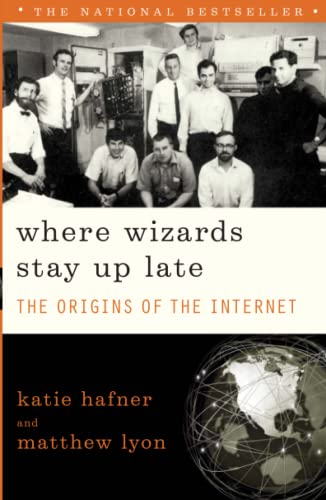 • THE NATIONAL BESTSELLER •
where wizards
stay up late
THE ORIGINS OF THE INTERNET
katie hafner
and
matthew lyon